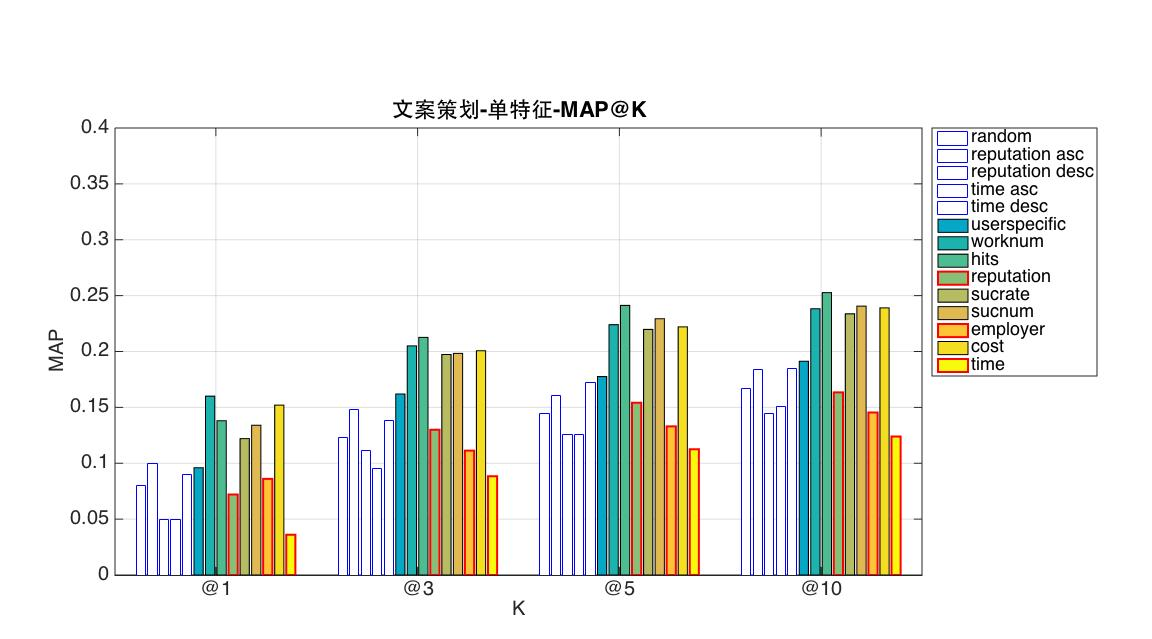 文案策划-单特征-MAP@K
0.4
0.35
0.3
0.25
0.2
0.15
0.1
0.05
0
MAP
@1
@3
@5
@10
K
random
reputation asc
reputation desc
time asc
time desc
userspecific
worknum
hits
reputation
sucrate
sucnum
employer
cost
time